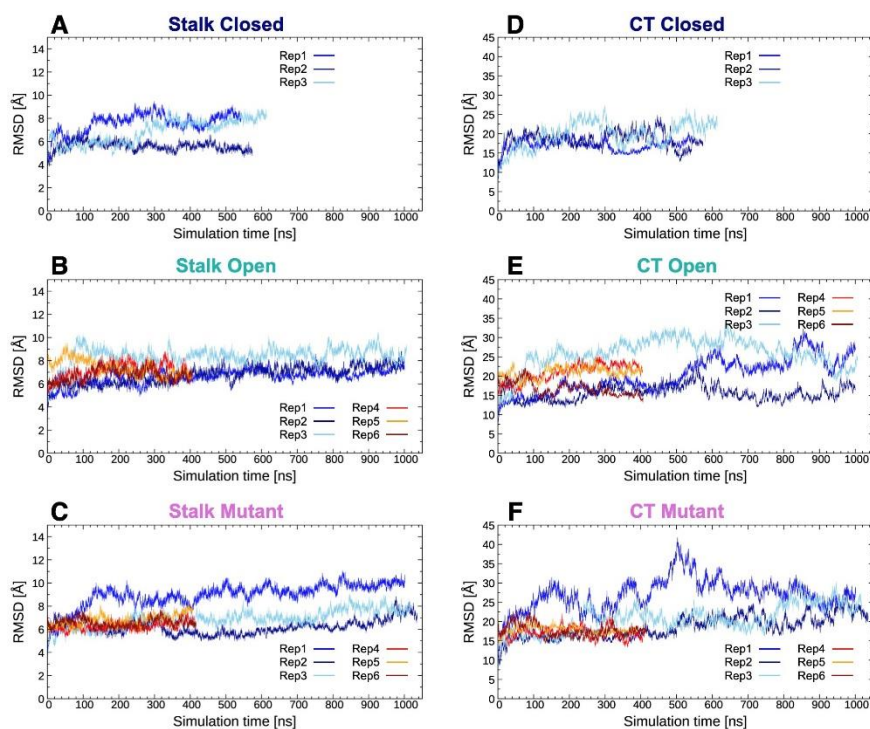 A
Stalk Closed
14
12
10
8
6
4
2
0
RMSD [Å]
Rep1
Rep2
Rep3
0 100 200 300 400 500 600 700 800 900 1000
Simulation time [ns]
D
CT Closed
45
40
35
30
25
20
15
10
5
0
RMSD [Å]
Rep1
Rep2
Rep3
0 100 200 300 400 500 600 700 800 900 1000
Simulation time [ns]
B
Stalk Open
14
12
10
8
6
4
2
0
RMSD [Å]
Rep1 Rep4
Rep2 Rep5
Rep3 Rep6
0 100 200 300 400 500 600 700 800 900 1000
Simulation time [ns]
E
CT Open
45
40
35
30
25
20
15
10
5
0
RMSD [Å]
Rep1 Rep4
Rep2 Rep5
Rep3 Rep6
0 100 200 300 400 500 600 700 800 900 1000
Simulation time [ns]
C
Stalk Mutant
14
12
10
8
6
4
2
0
RMSD [Å]
Rep1 Rep4
Rep2 Rep5
Rep3 Rep6
0 100 200 300 400 500 600 700 800 900 1000
Simulation time [ns]
F
CT Mutant
45
40
35
30
25
20
15
10
5
0
RMSD [Å]
Rep1 Rep4
Rep2 Rep5
Rep3 Rep6
0 100 200 300 400 500 600 700 800 900 1000
Simulation time [ns]